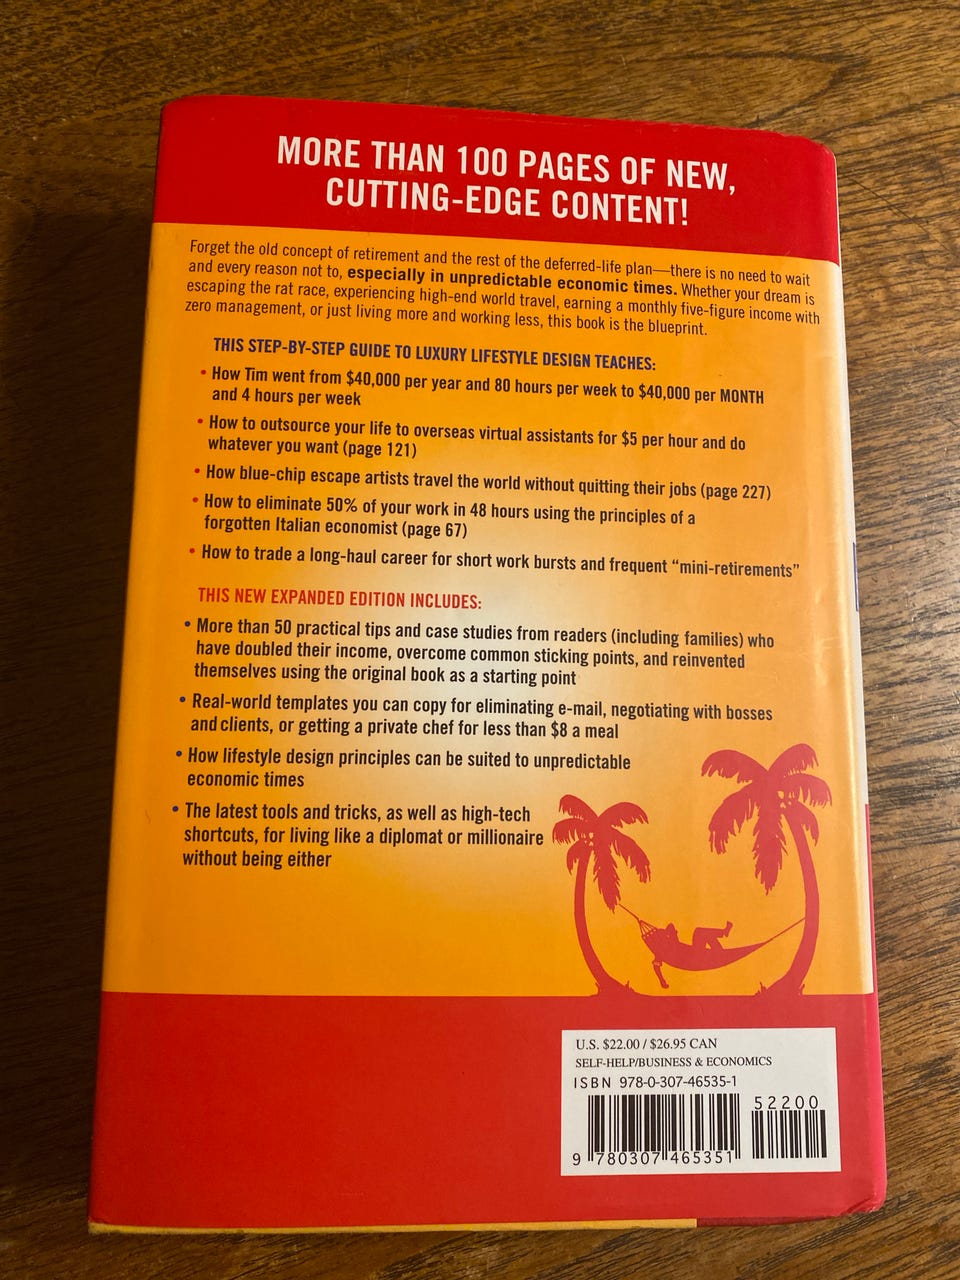 MORE THAN 100 PAGES OF NEW,
CUTTING-EDGE CONTENT!
Forget the old concept of retirement and the rest of the deferred-life plan—there is no need to wait
and every reason not to, especially in unpredictable economic times. Whether your dream is
escaping the rat race, experiencing high-end world travel, earning a monthly five-figure income with
zero management, or just living more and working less, this book is the blueprint.
THIS STEP-BY-STEP GUIDE TO LUXURY LIFESTYLE DESIGN TEACHES:
• How Tim went from $40,000 per year and 80 hours per week to $40,000 per MONTH
and 4 hours per week
• How to outsource your life to overseas virtual assistants for $5 per hour and do
whatever you want (page 121)
• How blue-chip escape artists travel the world without quitting their jobs (page 227)
• How to eliminate 50% of your work in 48 hours using the principles of a
forgotten Italian economist (page 67)
• How to trade a long-haul career for short work bursts and frequent “mini-retirements”
THIS NEW EXPANDED EDITION INCLUDES:
• More than 50 practical tips and case studies from readers (including families) who
have doubled their income, overcome common sticking points, and reinvented
themselves using the original book as a starting point
• Real-world templates you can copy for eliminating e-mail, negotiating with bosses
and clients, or getting a private chef for less than $8 a meal
• How lifestyle design principles can be suited to unpredictable
economic times
• The latest tools and tricks, as well as high-tech
shortcuts, for living like a diplomat or millionaire
without being either
U.S. $22.00 / $26.95 CAN
SELF-HELP/BUSINESS & ECONOMICS
ISBN 978-0-307-46535-1
52200
9 780307 465351